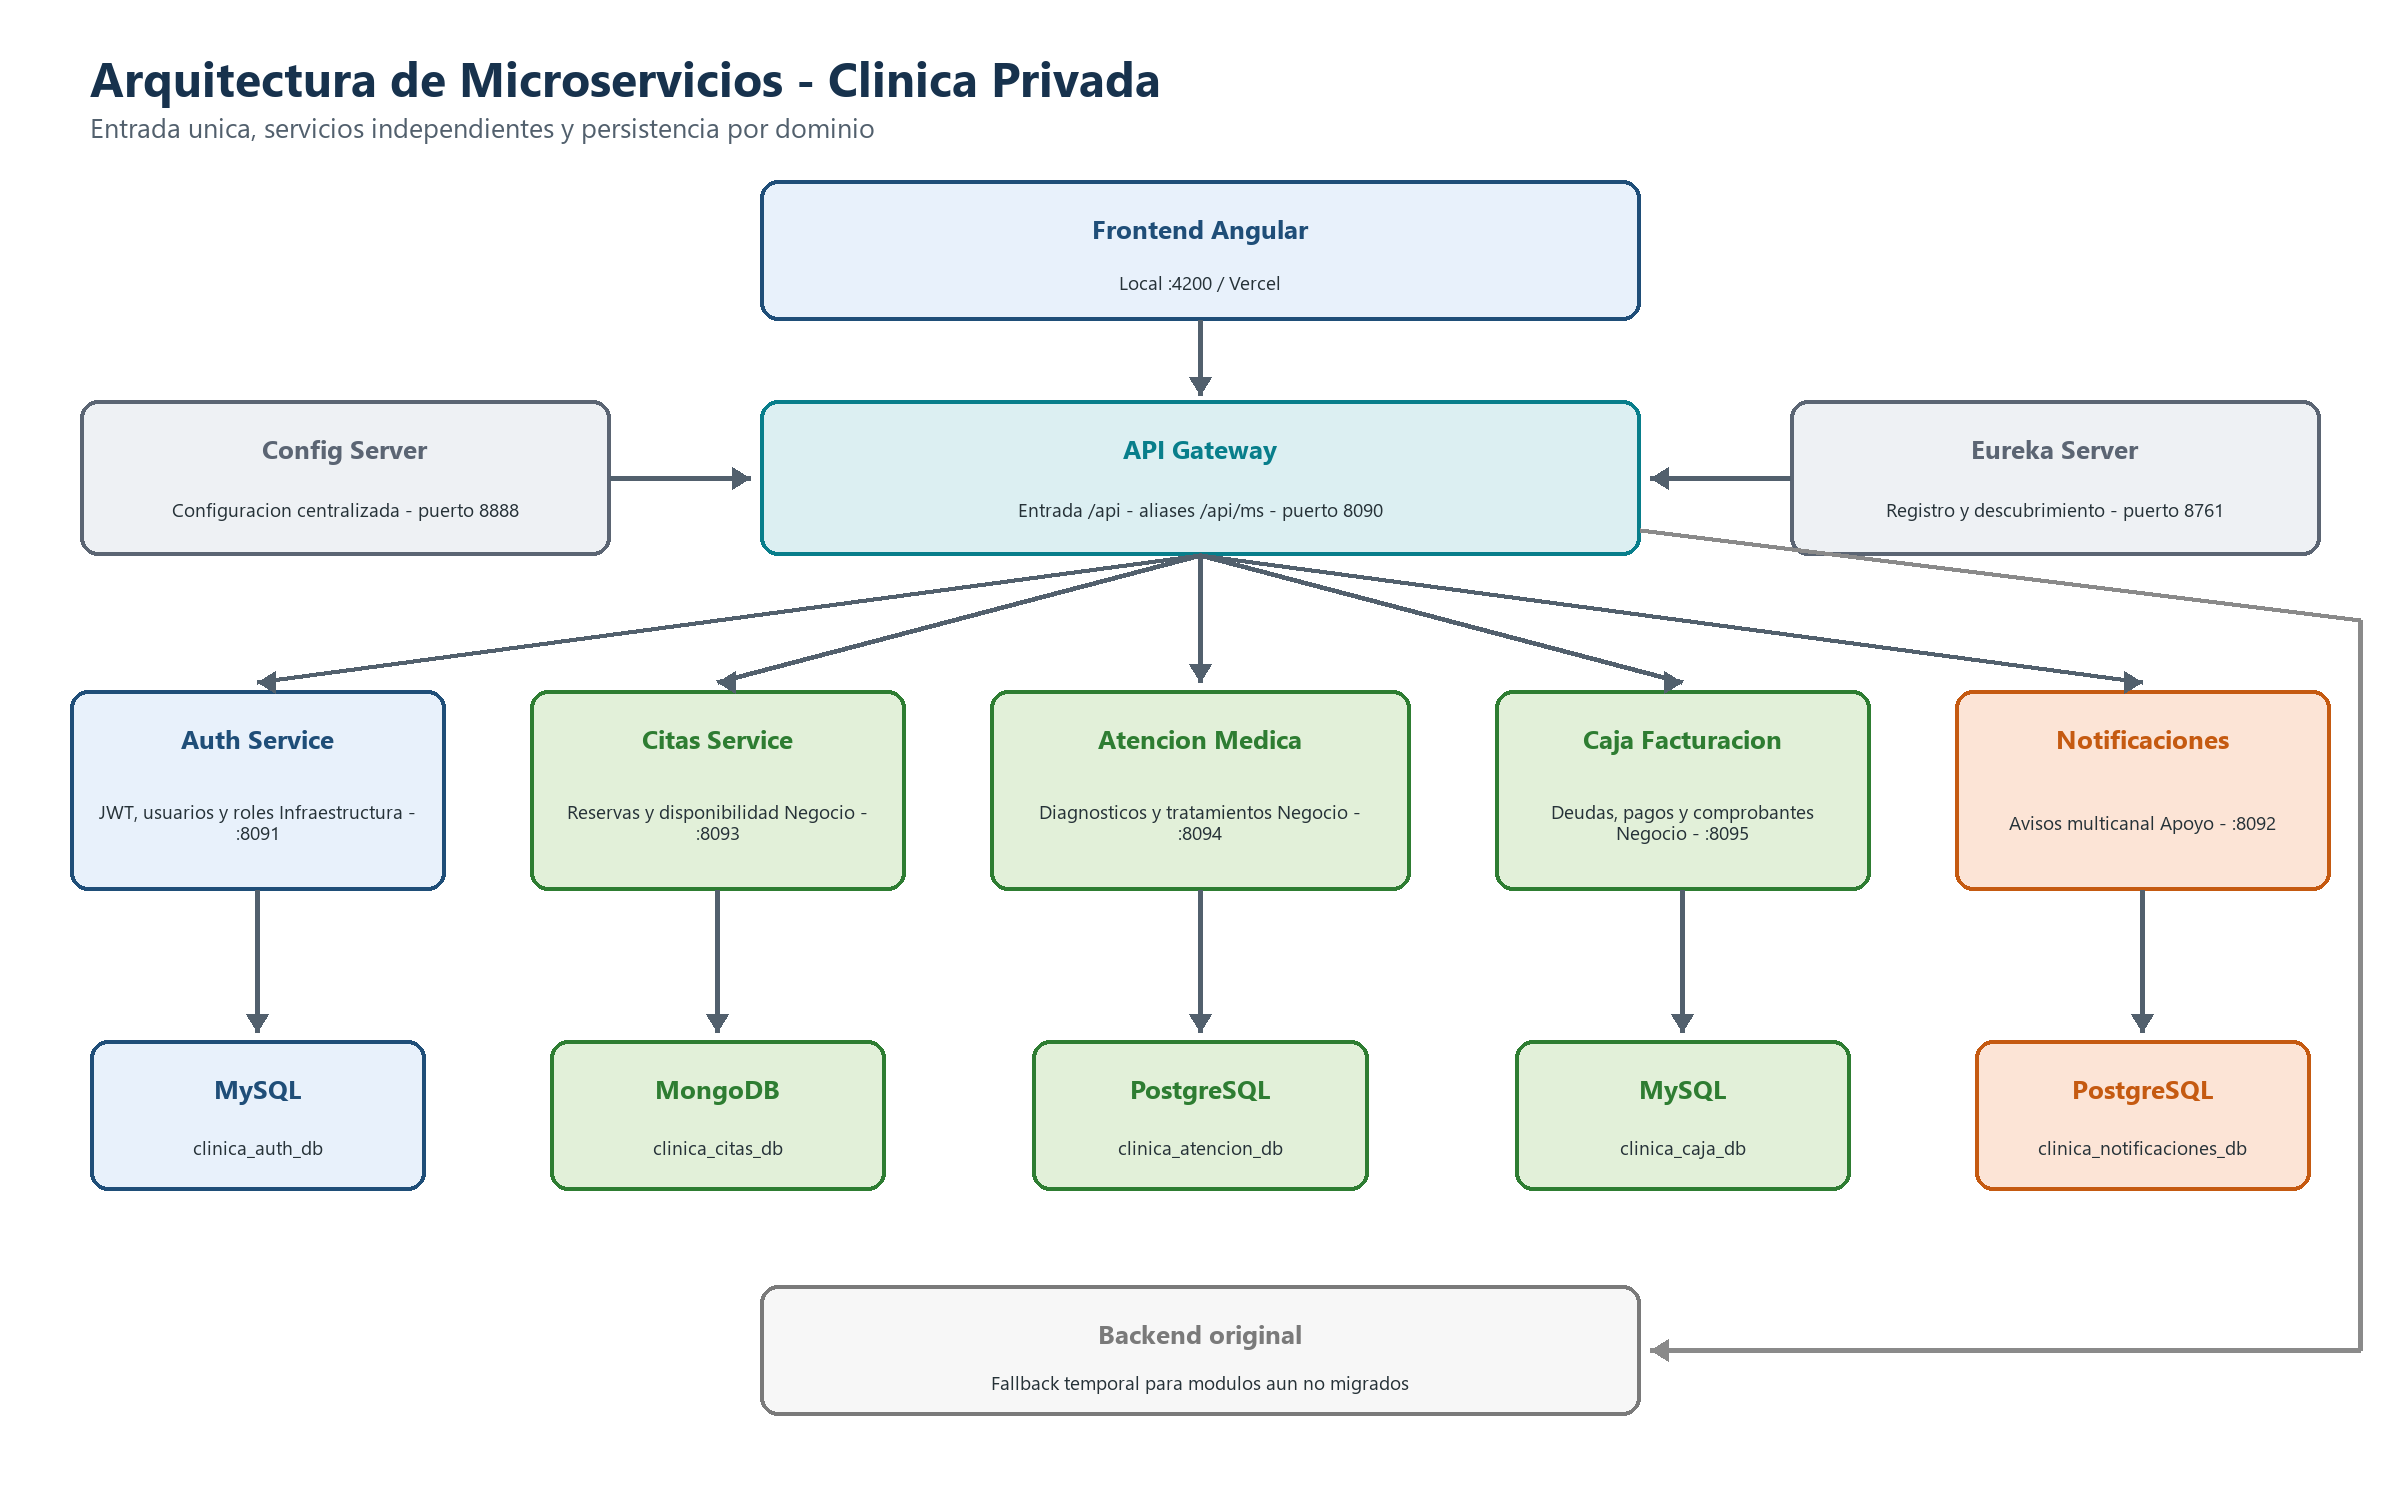 Arquitectura de Microservicios - Clinica Privada
Entrada unica, servicios independientes y persistencia por dominio
Frontend Angular
Local :4200 / Vercel
Config Server
Configuracion centralizada - puerto 8888
API Gateway
Entrada /api - aliases /api/ms - puerto 8090
Eureka Server
Registro y descubrimiento - puerto 8761
Auth Service
JWT, usuarios y roles Infraestructura -
:8091
Citas Service
Reservas y disponibilidad Negocio -
:8093
Atencion Medica
Diagnosticos y tratamientos Negocio -
:8094
Caja Facturacion
Deudas, pagos y comprobantes
Negocio - :8095
Notificaciones
Avisos multicanal Apoyo - :8092
MySQL
clinica_auth_db
MongoDB
clinica_citas_db
PostgreSQL
clinica_atencion_db
MySQL
clinica_caja_db
PostgreSQL
clinica_notificaciones_db
Backend original
Fallback temporal para modulos aun no migrados